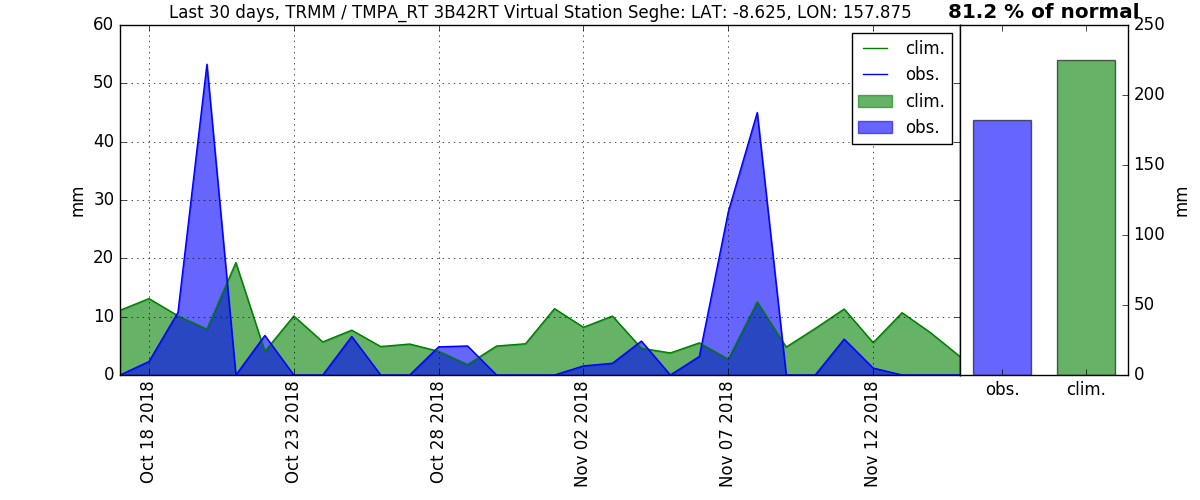 Last 30 days, TRMM / TMPA_RT 3B42RT Virtual Station Seghe: LAT: -8.625, LON: 157.875
81.2 % of normal
60
50
40
30
20
10
0
mm
clim.
obs.
clim.
obs.
250
200
150
100
50
0
mm
obs.
clim.
Oct 18 2018
Oct 23 2018
Oct 28 2018
Nov 02 2018
Nov 07 2018
Nov 12 2018